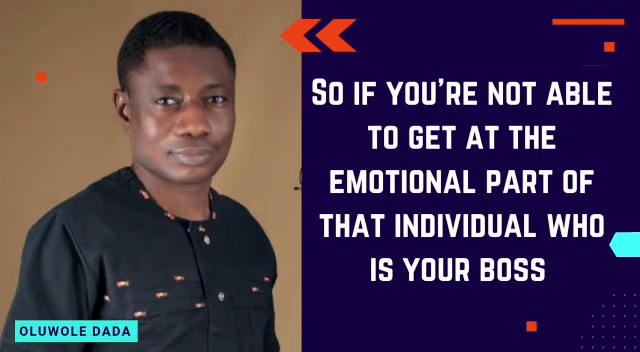 SO IF YOU'RE NOT ABLE
TO GET AT THE
EMOTIONAL PART OF
THAT INDIVIDUAL WHO
IS YOUR BOSS
OLUWOLE DADA